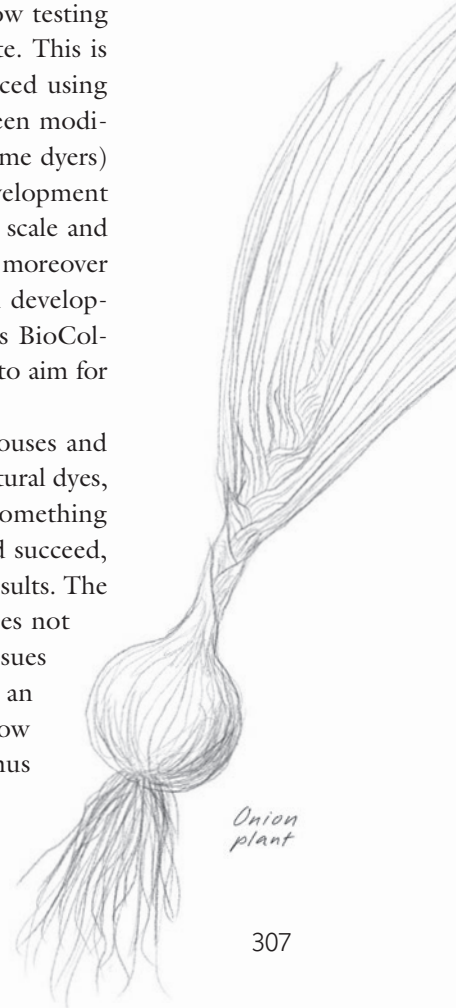 ow testing
te. This is
ced using
een modi-
me dyers)
velopment
scale and
moreover
develop-
s BioCol-
to aim for
ouses and
tural dyes,
omething
d succeed,
sults. The
es not
sues
an
ow
nus
Onion
plant
307